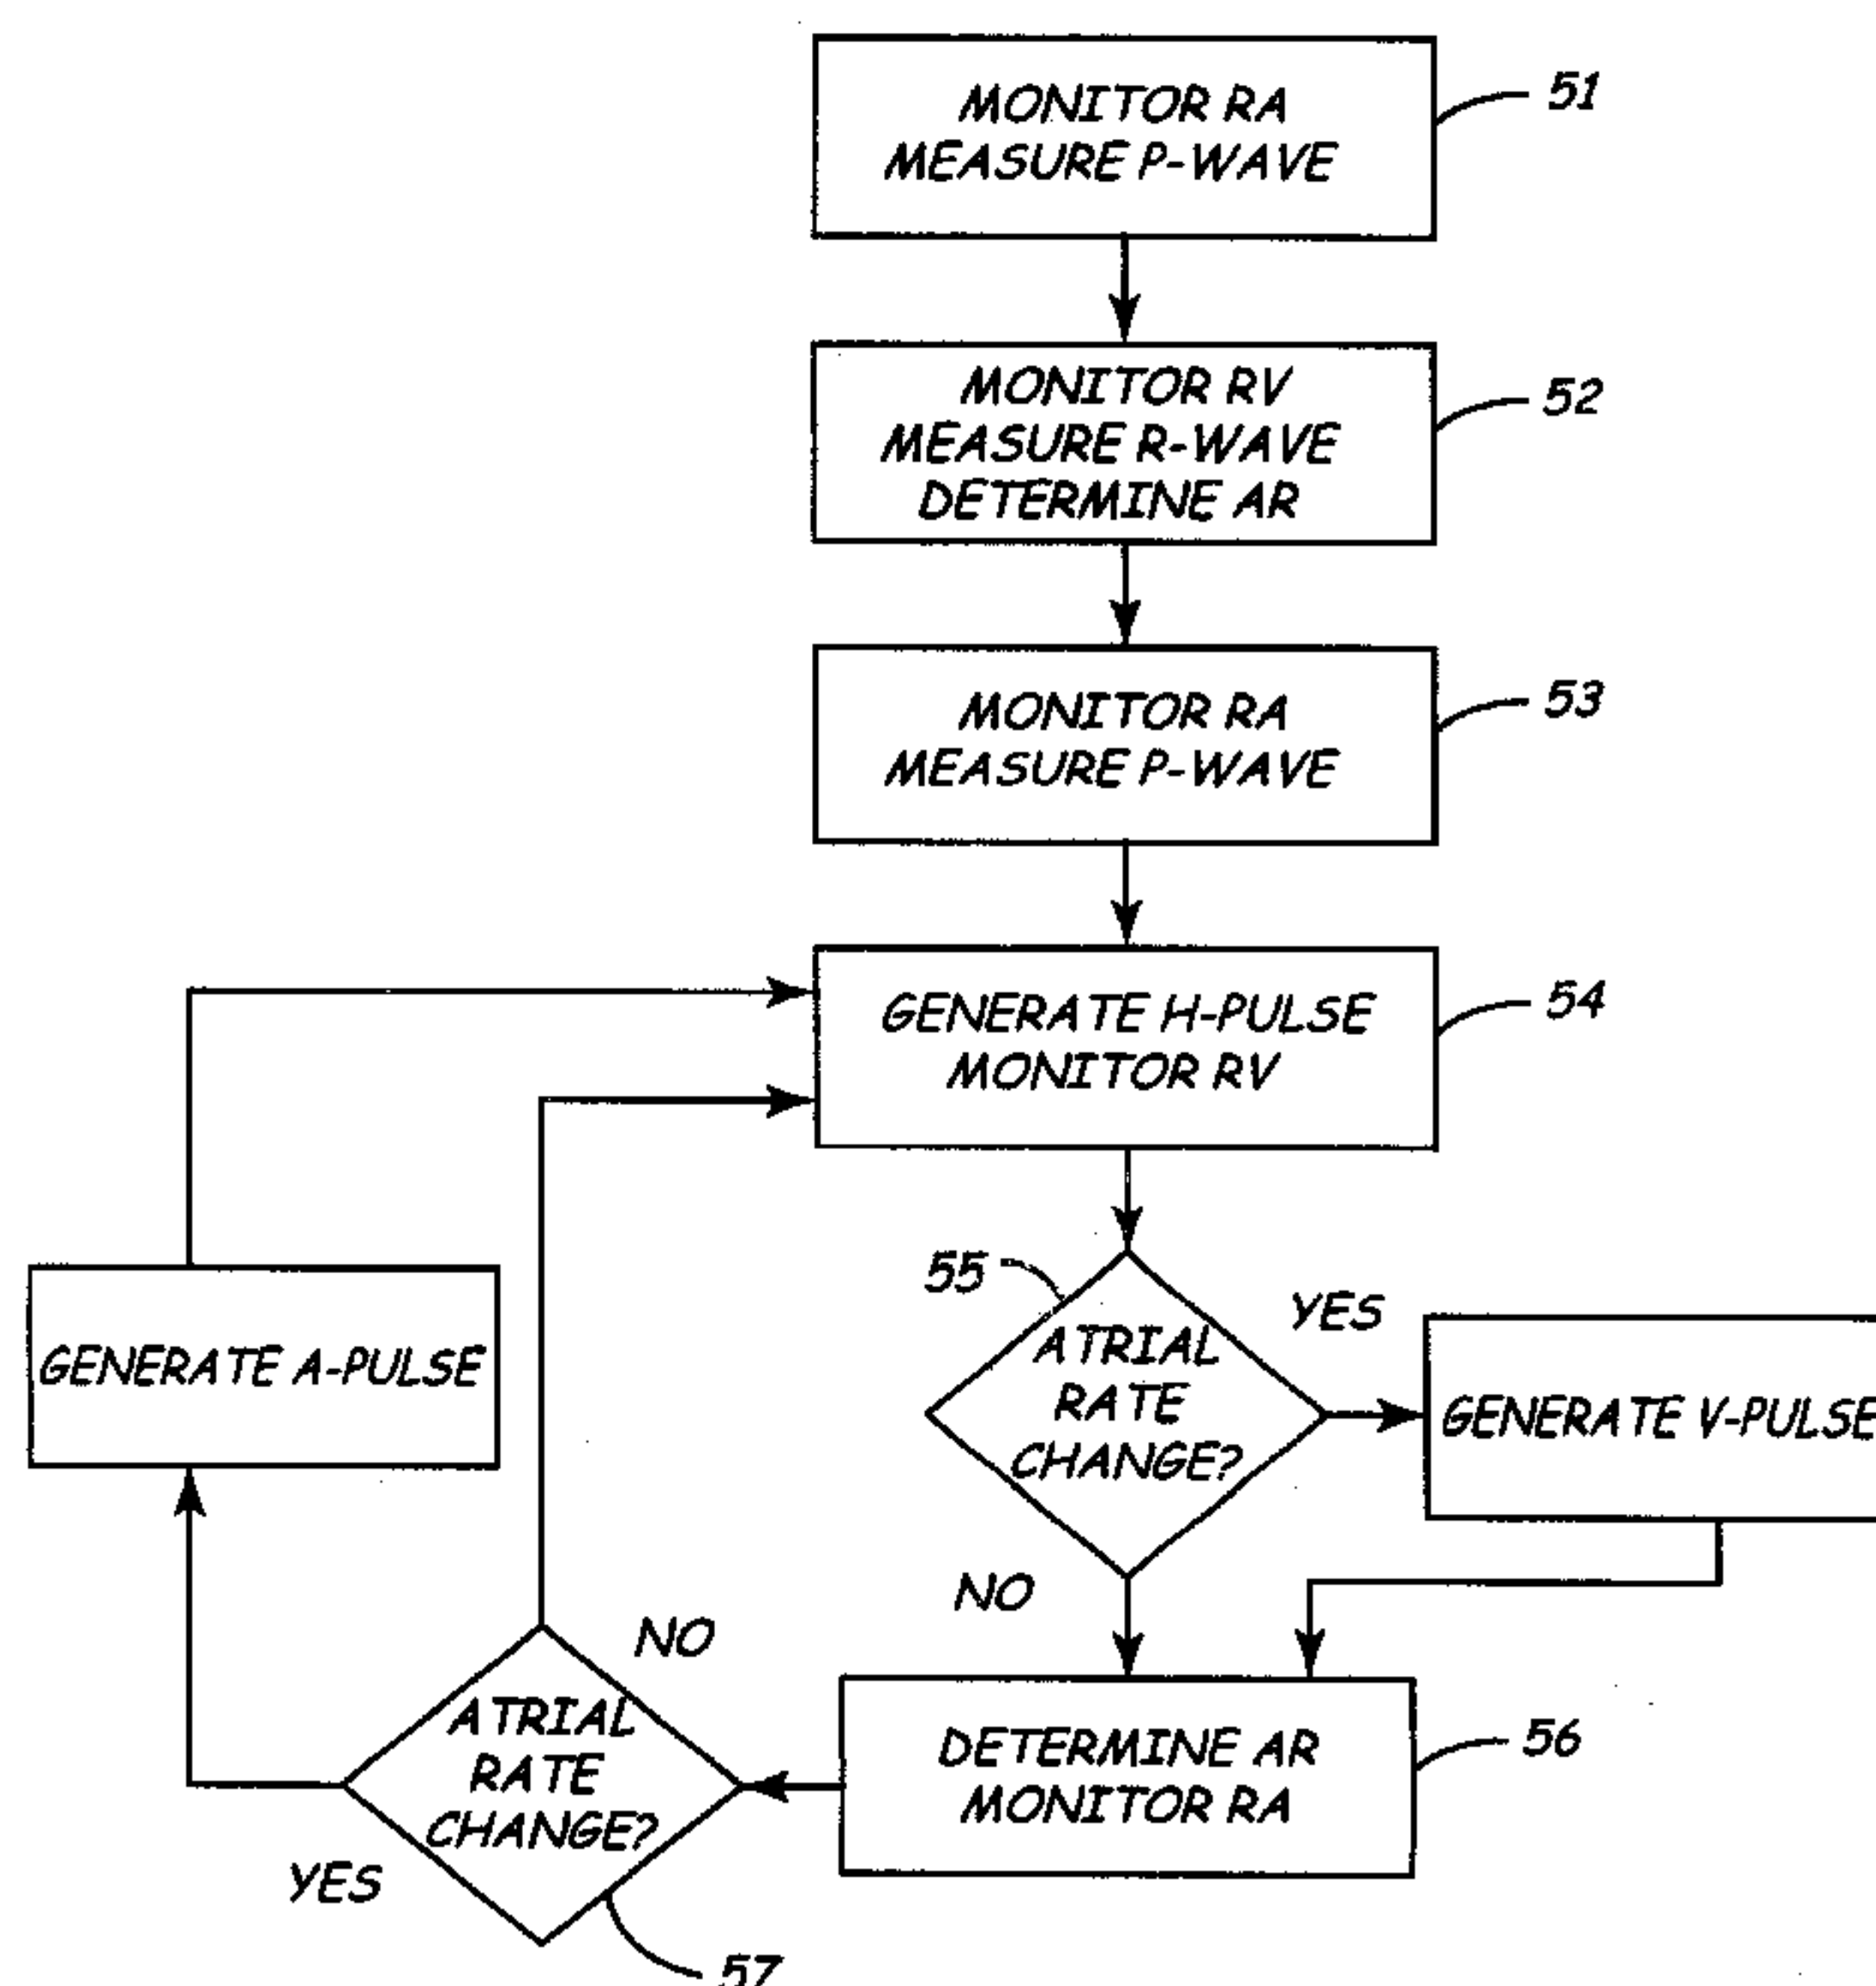 MONITOR RA
MEASURE P-WAVE
51
MONITOR RV
MEASURE R-WAVE
DETERMINE AR
52
MONITOR RA
MEASURE P-WAVE
53
GENERATE H-PULSE
MONITOR RV
54
55
ATRIAL
RATE
CHANGE?
YES
NO
GENERATE V-PULSE
GENERATE A-PULSE
DETERMINE AR
MONITOR RA
56
ATRIAL
RATE
CHANGE?
NO
YES
57